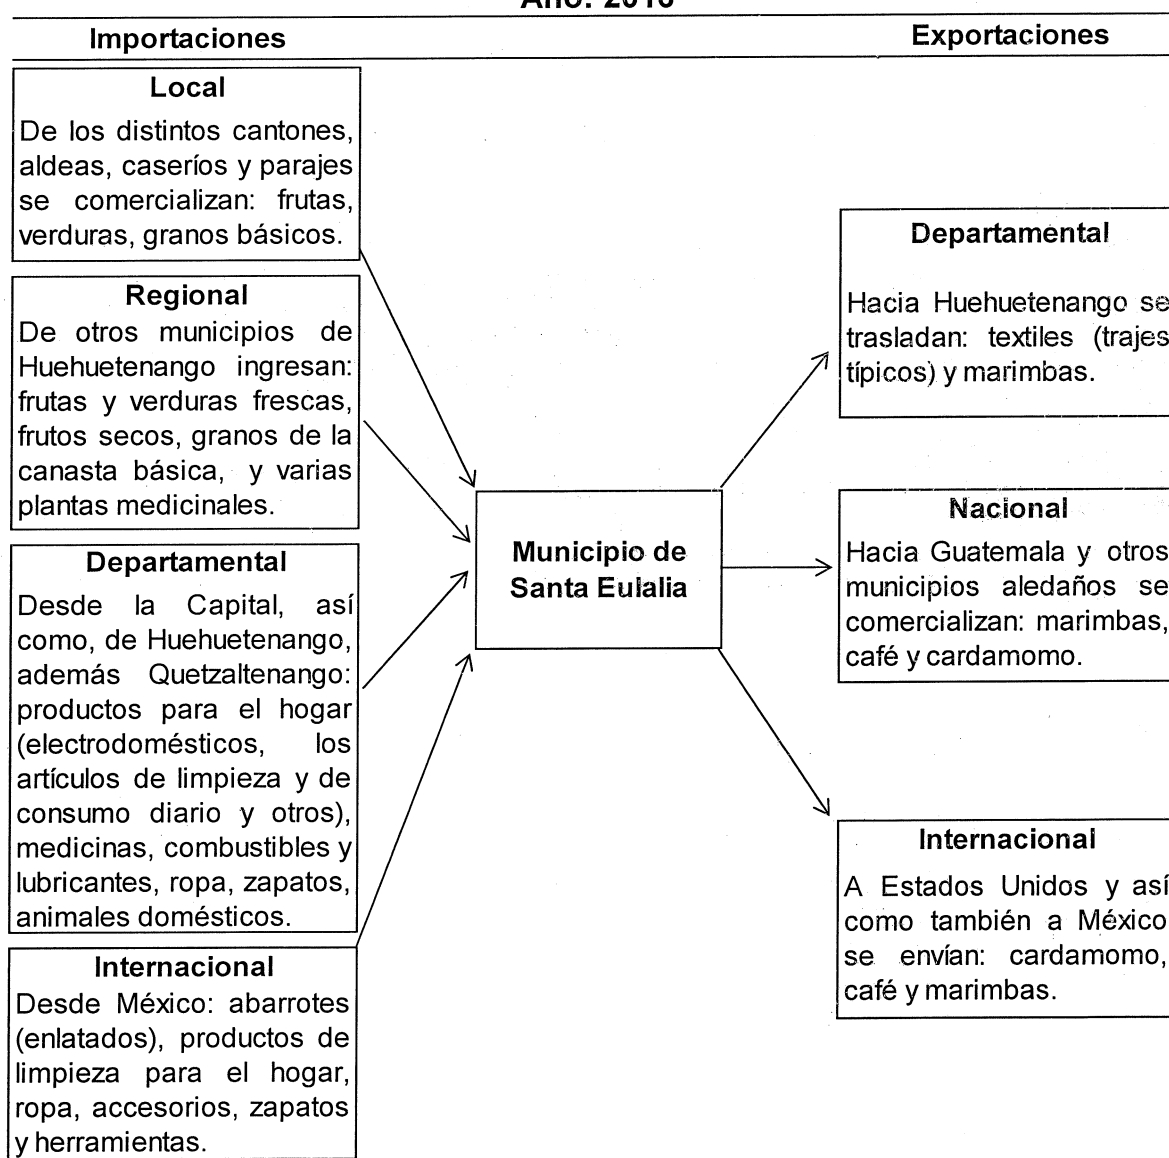 Importaciones
Exportaciones
Local
De los distintos cantones,
aldeas, caseríos y parajes
se comercializan: frutas,
verduras, granos básicos.
Regional
De otros municipios de
Huehuetenango ingresan:
frutas y verduras frescas,
frutos secos, granos de la
canasta básica, y varias
plantas medicinales.
Departamental
Desde la Capital, así
como, de Huehuetenango,
además Quetzaltenango:
productos para el hogar
(electrodomésticos, los
artículos de limpieza y de
consumo diario y otros),
medicinas, combustibles y
lubricantes, ropa, zapatos,
animales domésticos.
Internacional
Desde México: abarrotes
(enlatados), productos de
limpieza para el hogar,
ropa, accesorios, zapatos
y herramientas.
Municipio de
Santa Eulalia
Departamental
Hacia Huehuetenango se
trasladan: textiles (trajes
típicos) y marimbas.
Nacional
Hacia Guatemala y otros
municipios aledaños se
comercializan: marimbas,
café y cardamomo.
Internacional
A Estados Unidos y así
como también a México
se envían: cardamomo,
café y marimbas.